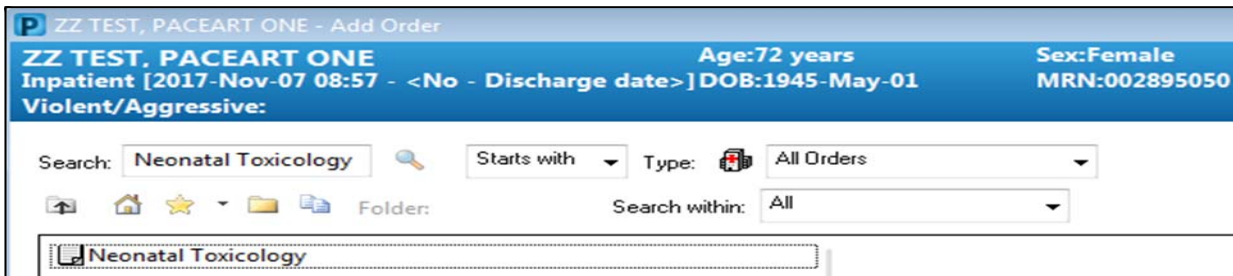 P ZZ TEST, PACEART ONE - Add Order
ZZ TEST, PACEART ONE Age:72 years Sex:Female
Inpatient [2017-Nov-07 08:57 - <No - Discharge date>] DOB:1945-May-01 MRN:002895050
Violent/Aggressive:
Search: Neonatal Toxicology Starts with Type: All Orders
Folder: Search within: All
Neonatal Toxicology